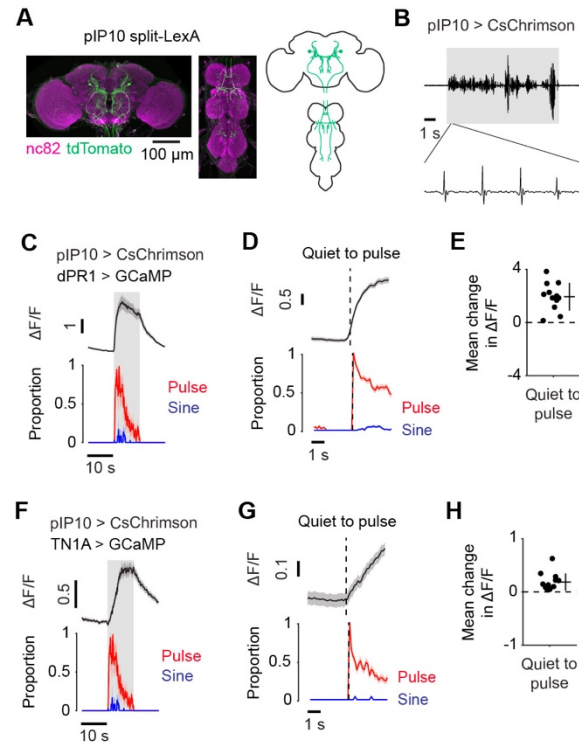 A
pIP10 split-LexA
nc82 tdTomato
100 µm
B
pIP10 > CsChrimson
1 s
C
pIP10 > CsChrimson
dPR1 > GCaMP
ΔF/F
1
Proportion
1
0.5
0
Pulse
Sine
10 s
D
Quiet to pulse
ΔF/F
0.5
Proportion
1
0.5
0
Pulse
Sine
1 s
E
Mean change
in ΔF/F
4
0
-4
Quiet to
pulse
F
pIP10 > CsChrimson
TN1A > GCaMP
ΔF/F
0.5
Proportion
1
0.5
0
Pulse
Sine
10 s
G
Quiet to pulse
ΔF/F
0.1
Proportion
1
0.5
0
Pulse
Sine
1 s
H
Mean change
in ΔF/F
1
0
-1
Quiet to
pulse